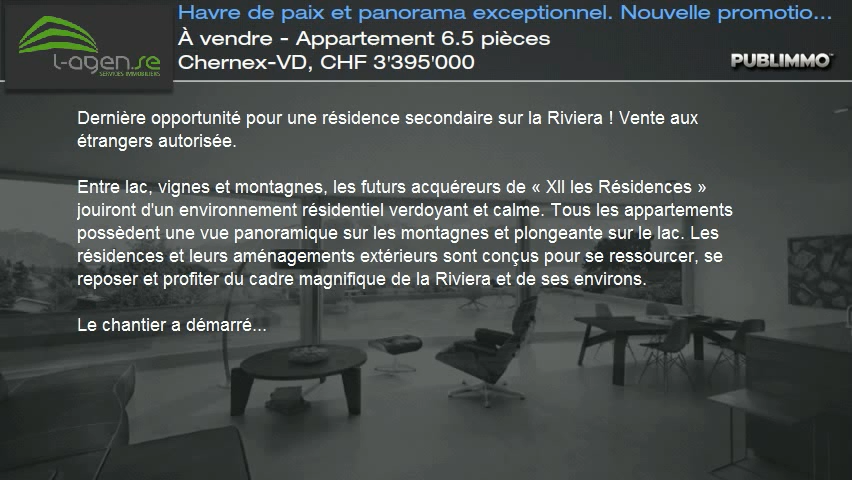 Havre de paix et panorama exceptionnel. Nouvelle promotio...
À vendre - Appartement 6.5 pièces
Chernex-VD, CHF 3'395'000
l-agen.se
SERVICES IMMOBILIERS
PUBLIMMO
Dernière opportunité pour une résidence secondaire sur la Riviera ! Vente aux
étrangers autorisée.
Entre lac, vignes et montagnes, les futurs acquéreurs de « XII les Résidences »
jouiront d'un environnement résidentiel verdoyant et calme. Tous les appartements
possèdent une vue panoramique sur les montagnes et plongeante sur le lac. Les
résidences et leurs aménagements extérieurs sont conçus pour se ressourcer, se
reposer et profiter du cadre magnifique de la Riviera et de ses environs.
Le chantier a démarré...